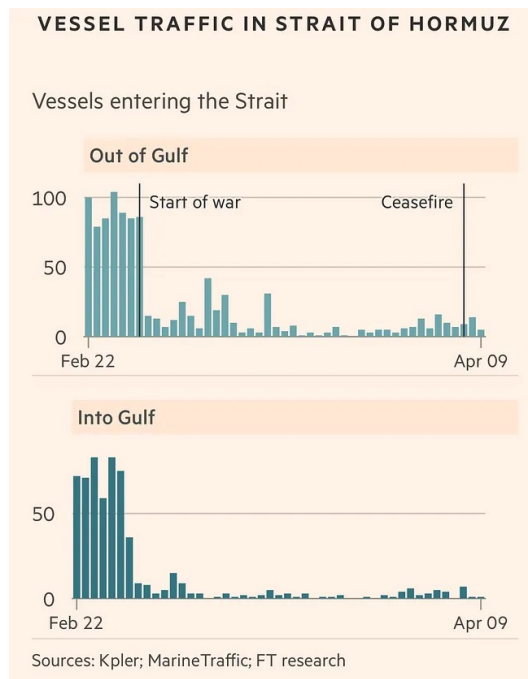 VESSEL TRAFFIC IN STRAIT OF HORMUZ
Vessels entering the Strait
Out of Gulf
100
Start of war
Ceasefire
50
0
Feb 22
Apr 09
Into Gulf
50
0
Feb 22
Apr 09
Sources: Kpler; MarineTraffic; FT research